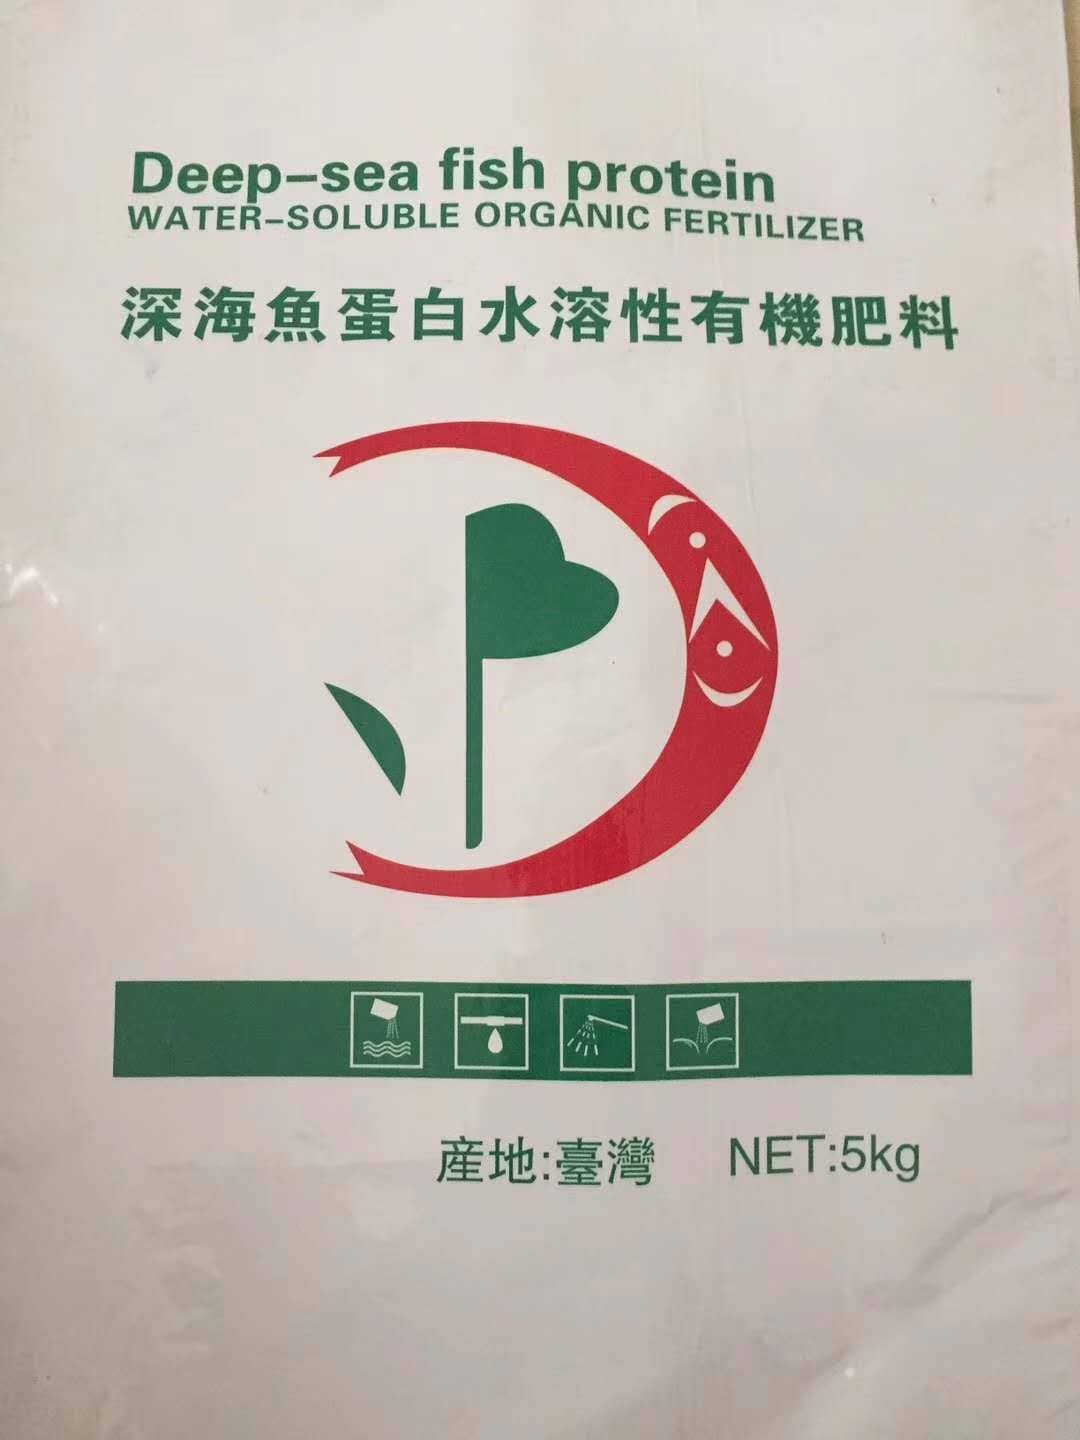 Deep-sea fish protein
WATER-SOLUBLE ORGANIC FERTILIZER
深海魚蛋白水溶性有機肥料
産地:臺灣 NET:5kg